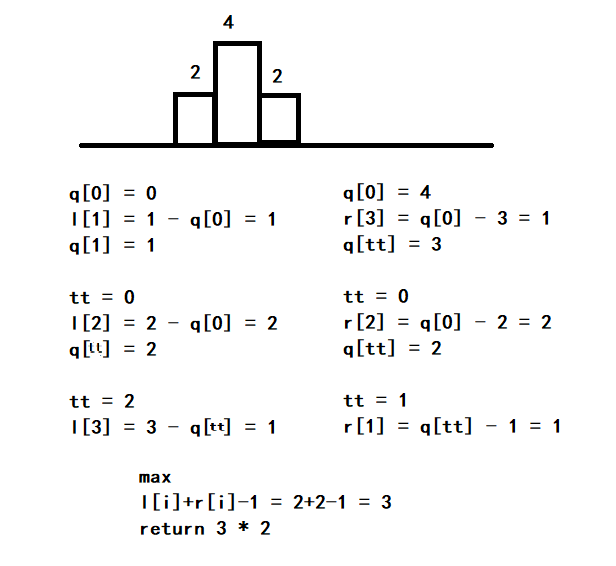 4
2
2
q[0] = 0
l[1] = 1 - q[0] = 1
q[1] = 1
tt = 0
l[2] = 2 - q[0] = 2
q[tt] = 2
tt = 2
l[3] = 3 - q[tt] = 1
q[0] = 4
r[3] = q[0] - 3 = 1
q[tt] = 3
tt = 0
r[2] = q[0] - 2 = 2
q[tt] = 2
tt = 1
r[1] = q[tt] - 1 = 1
max
l[i]+r[i]-1 = 2+2-1 = 3
return 3 * 2